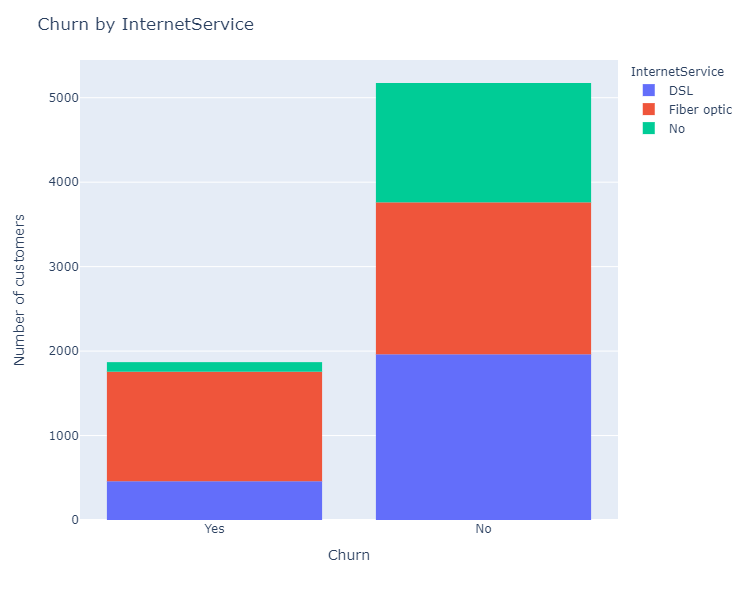 Churn by InternetService
InternetService
DSL
Fiber optic
No
Number of customers
5000
4000
3000
2000
1000
0
Yes
No
Churn